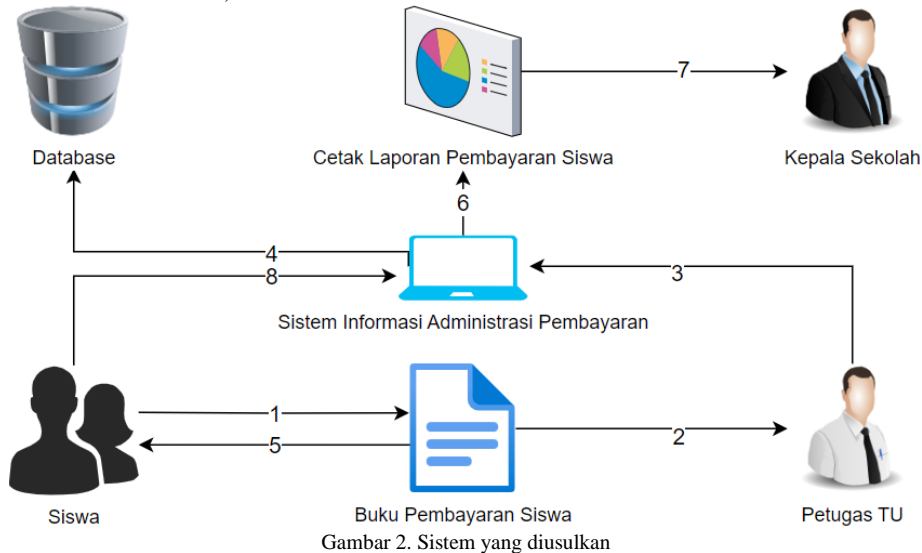 7
Database
Cetak Laporan Pembayaran Siswa
Kepala Sekolah
6
4
8
3
Sistem Informasi Administrasi Pembayaran
1
5
2
Siswa
Buku Pembayaran Siswa
Petugas TU
Gambar 2. Sistem yang diusulkan